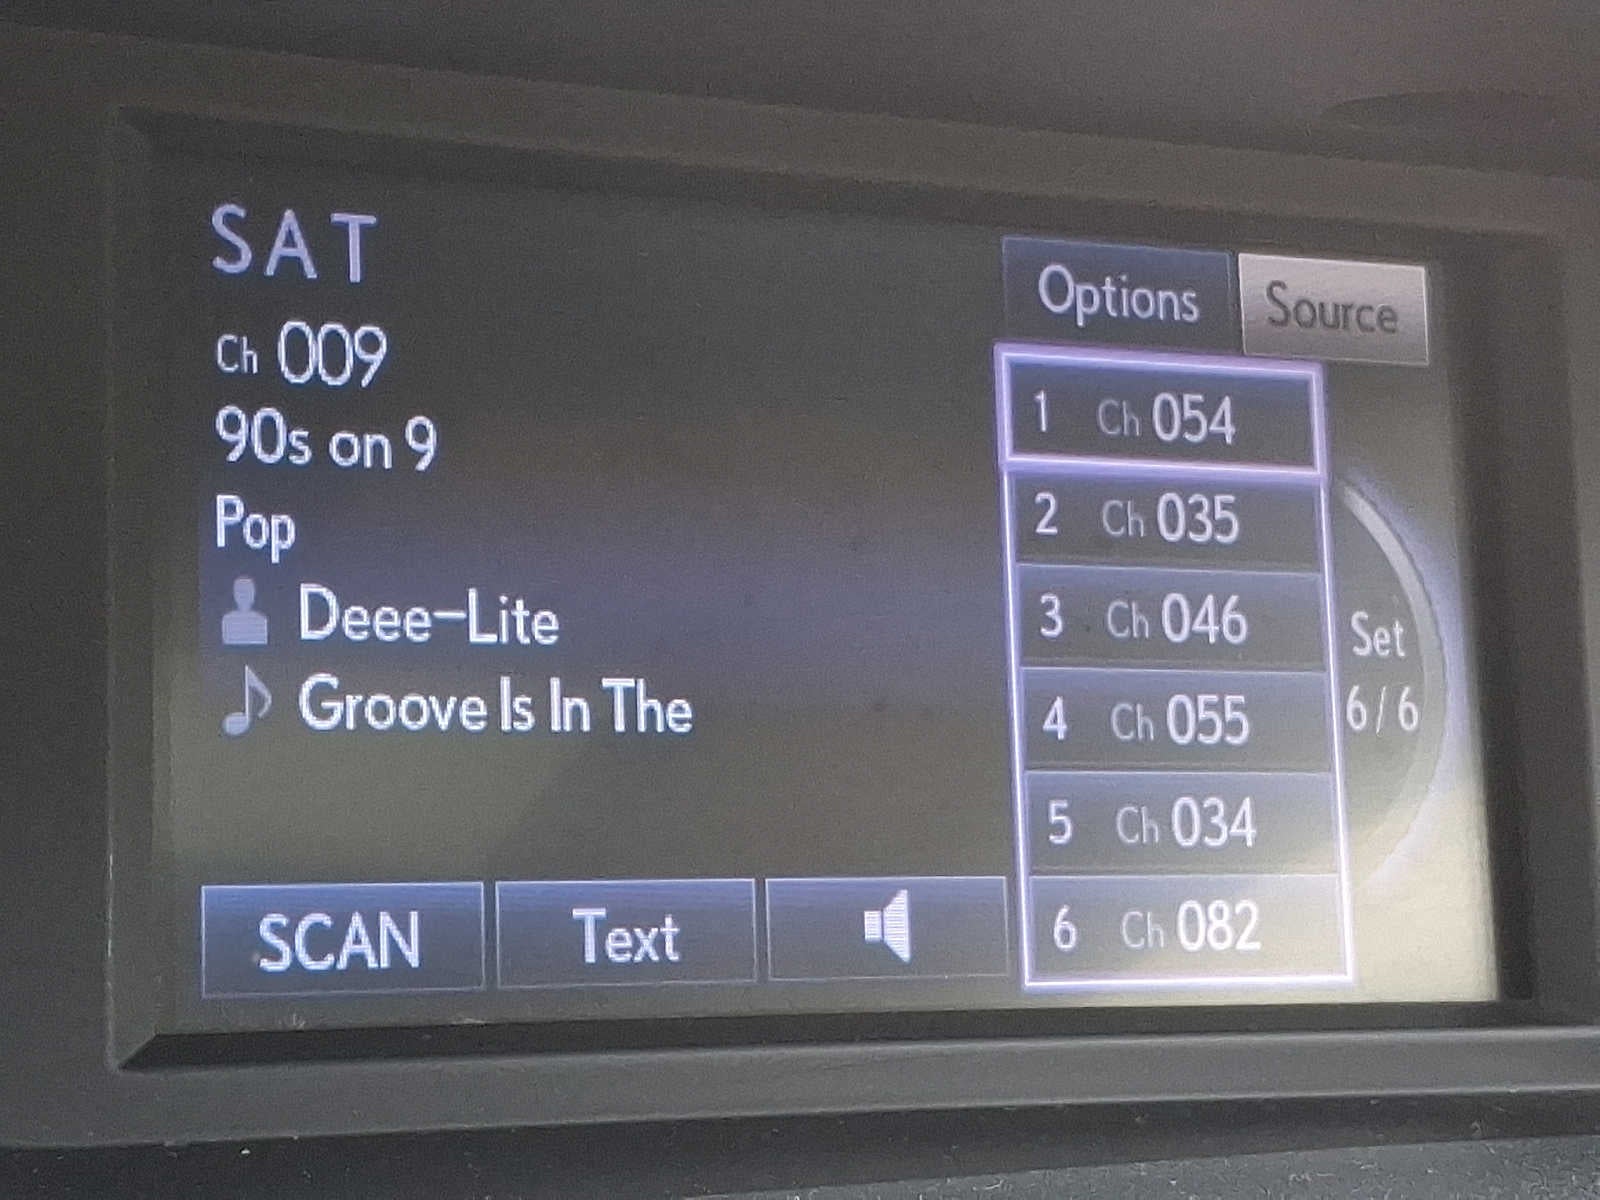 SAT
Ch 009
90s on 9
Pop
Deee-Lite
Groove Is In The
Options
Source
1 Ch 054
2 Ch 035
3 Ch 046
4 Ch 055
5 Ch 034
6 Ch 082
Set
6/6
SCAN
Text